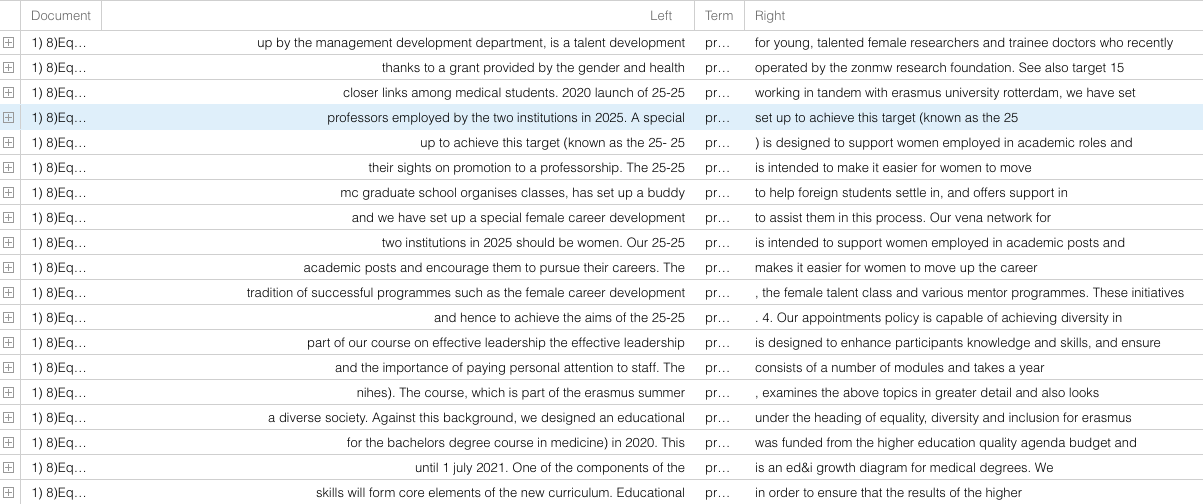 Document Left Term Right
1) 8)Eq... up by the management development department, is a talent development pr... for young, talented female researchers and trainee doctors who recently
1) 8)Eq... thanks to a grant provided by the gender and health pr... operated by the zonmw research foundation. See also target 15
1) 8)Eq... closer links among medical students. 2020 launch of 25-25 pr... working in tandem with erasmus university rotterdam, we have set
1) 8)Eq... professors employed by the two institutions in 2025. A special pr... set up to achieve this target (known as the 25
1) 8)Eq... up to achieve this target (known as the 25- 25 pr... ) is designed to support women employed in academic roles and
1) 8)Eq... their sights on promotion to a professorship. The 25-25 pr... is intended to make it easier for women to move
1) 8)Eq... mc graduate school organises classes, has set up a buddy pr... to help foreign students settle in, and offers support in
1) 8)Eq... and we have set up a special female career development pr... to assist them in this process. Our vena network for
1) 8)Eq... two institutions in 2025 should be women. Our 25-25 pr... is intended to support women employed in academic posts and
1) 8)Eq... academic posts and encourage them to pursue their careers. The pr... makes it easier for women to move up the career
1) 8)Eq... tradition of successful programmes such as the female career development pr... , the female talent class and various mentor programmes. These initiatives
1) 8)Eq... and hence to achieve the aims of the 25-25 pr... . 4. Our appointments policy is capable of achieving diversity in
1) 8)Eq... part of our course on effective leadership the effective leadership pr... is designed to enhance participants knowledge and skills, and ensure
1) 8)Eq... and the importance of paying personal attention to staff. The pr... consists of a number of modules and takes a year
1) 8)Eq... nihes). The course, which is part of the erasmus summer pr... , examines the above topics in greater detail and also looks
1) 8)Eq... a diverse society. Against this background, we designed an educational pr... under the heading of equality, diversity and inclusion for erasmus
1) 8)Eq... for the bachelors degree course in medicine) in 2020. This pr... was funded from the higher education quality agenda budget and
1) 8)Eq... until 1 july 2021. One of the components of the pr... is an ed&i growth diagram for medical degrees. We
1) 8)Eq... skills will form core elements of the new curriculum. Educational pr... in order to ensure that the results of the higher